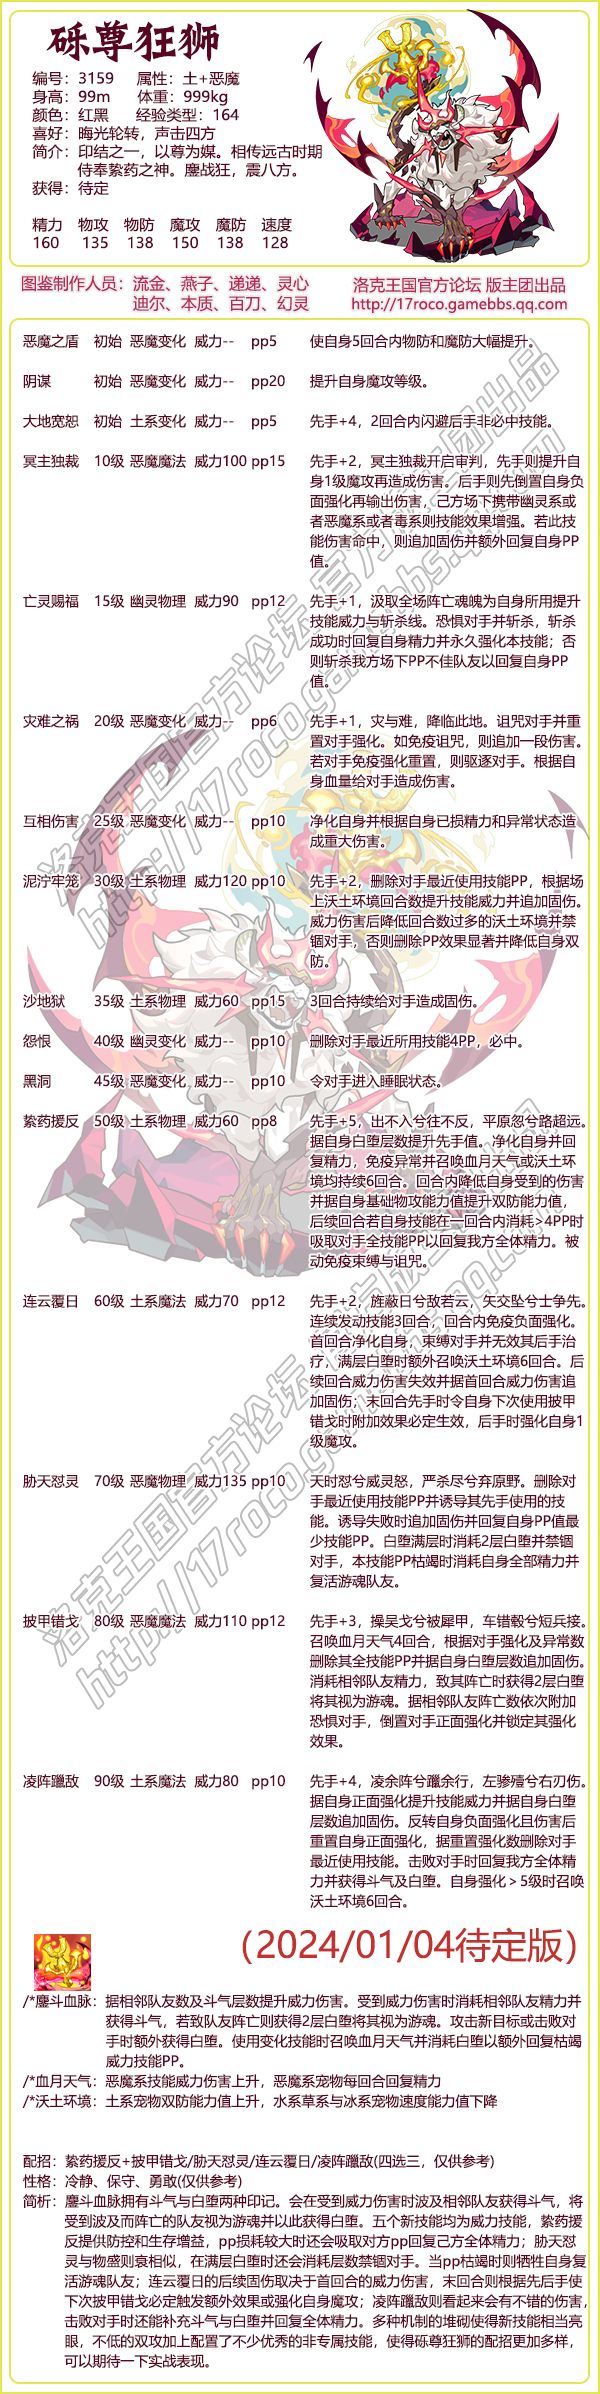 砾尊狂狮
编号：3159 属性：土+恶魔
身高：99m 体重：999kg
颜色：红黑 经验类型：164
喜好：晦光轮转，声击四方
简介：印结之一，以尊为媒。相传远古时期
侍奉絷药之神。鏖战狂，震八方。
获得：待定
精力 物攻 物防 魔攻 魔防 速度
160 135 138 150 138 128
图鉴制作人员：流金、燕子、递递、灵心 洛克王国官方论坛 版主团出品
迪尔、本质、百刀、幻灵 http://17roco.gamebbs.qq.com
恶魔之盾 初始 恶魔变化 威力-- pp5 使自身5回合内物防和魔防大幅提升。
阴谋 初始 恶魔变化 威力-- pp20 提升自身魔攻等级。
大地宽恕 初始 土系变化 威力-- pp5 先手+4，2回合内闪避后手非必中技能。
冥主独裁 10级 恶魔魔法 威力100 pp15 先手+2，冥主独裁开启审判，先手则提升自
身1级魔攻再造成伤害。后手则先倒置自身负
面强化再输出伤害，己方场下携带幽灵系或
者恶魔系或者毒系则技能效果增强。若此技
能伤害命中，则追加固伤并额外回复自身PP
值。
亡灵赐福 15级 幽灵物理 威力90 pp12 先手+1，汲取全场阵亡魂魄为自身所用提升
技能威力与斩杀线。恐惧对手并斩杀，斩杀
成功时回复自身精力并永久强化本技能；否
则斩杀我方场下PP不佳队友以回复自身PP
值。
灾难之祸 20级 恶魔变化 威力-- pp6 先手+1，灾与难，降临此地。诅咒对手并重
置对手强化。如免疫诅咒，则追加一段伤害。
若对手免疫强化重置，则驱逐对手。根据自
身血量给对手造成伤害。
互相伤害 25级 恶魔变化 威力-- pp10 净化自身并根据自身已损精力和异常状态造
成重大伤害。
泥泞牢笼 30级 土系物理 威力120 pp10 先手+2，删除对手最近使用技能PP，根据场
上沃土环境回合数提升技能威力并追加固伤。
威力伤害后降低回合数过多的沃土环境并禁
锢对手，否则删除PP效果显著并降低自身双
防。
沙地狱 35级 土系物理 威力60 pp15 3回合持续给对手造成固伤。
怨恨 40级 幽灵变化 威力-- pp10 删除对手最近所用技能4PP，必中。
黑洞 45级 恶魔变化 威力-- pp10 令对手进入睡眠状态。
絷药援反 50级 土系物理 威力60 pp8 先手+5，出不入兮往不反，平原忽兮路超远。
据自身白堕层数提升先手值。净化自身并回
复精力，免疫异常并召唤血月天气或沃土环
境均持续6回合。回合内降低自身受到的伤害
并据自身基础物攻能力值提升双防能力值，
后续回合若自身技能在一回合内消耗>4PP时
吸取对手全技能PP以回复我方全体精力。被
动免疫束缚与诅咒。
连云覆日 60级 土系魔法 威力70 pp12 先手+2，旌蔽日兮敌若云，矢交坠兮士争先。
连续发动技能3回合，回合内免疫负面强化。
首回合净化自身，束缚对手并无效其后手治
疗，满层白堕时额外召唤沃土环境6回合。后
续回合威力伤害失效并据首回合威力伤害追
加固伤；末回合先手时令自身下次使用披甲
错戈时附加效果必定生效，后手时强化自身1
级魔攻。
胁天怼灵 70级 恶魔物理 威力135 pp10 天时怼兮威灵怒，严杀尽兮弃原野。删除对
手最近使用技能PP并诱导其先手使用的技
能。诱导失败时追加固伤并回复自身PP值最
少技能PP。白堕满层时消耗2层白堕并禁锢
对手，本技能PP枯竭时消耗自身全部精力并
复活游魂队友。
披甲错戈 80级 恶魔魔法 威力110 pp12 先手+3，操吴戈兮被犀甲，车错毂兮短兵接。
召唤血月天气4回合，根据对手强化及异常数
删除其全技能PP并据自身白堕层数追加固伤。
消耗相邻队友精力，致其阵亡时获得2层白堕
将其视为游魂。据相邻队友阵亡数依次附加
恐惧对手，倒置对手正面强化并锁定其强化
效果。
凌阵躐敌 90级 土系魔法 威力80 pp10 先手+4，凌余阵兮躐余行，左骖殪兮右刃伤。
据自身正面强化提升技能威力并据自身白堕
层数追加固伤。反转自身负面强化且伤害后
重置自身正面强化，据重置强化数删除对手
最近使用技能。击败对手时回复我方全体精
力并获得斗气及白堕。自身强化＞5级时召唤
沃土环境6回合。
（2024/01/04待定版）
/*鏖斗血脉：据相邻队友数及斗气层数提升威力伤害。受到威力伤害时消耗相邻队友精力并
获得斗气，若致队友阵亡则获得2层白堕将其视为游魂。攻击新目标或击败对
手时额外获得白堕。使用变化技能时召唤血月天气并消耗白堕以额外回复枯竭
威力技能PP。
/*血月天气：恶魔系技能威力伤害上升，恶魔系宠物每回合回复精力
/*沃土环境：土系宠物双防能力值上升，水系草系与冰系宠物速度能力值下降
配招：絷药援反+披甲错戈/胁天怼灵/连云覆日/凌阵躐敌(四选三，仅供参考)
性格：冷静、保守、勇敢(仅供参考)
简析：鏖斗血脉拥有斗气与白堕两种印记。会在受到威力伤害时波及相邻队友获得斗气，将
受到波及而阵亡的队友视为游魂并以此获得白堕。五个新技能均为威力技能，絷药援
反提供防控和生存增益，pp损耗较大时还会吸取对方pp回复己方全体精力；胁天怼
灵与物盛则衰相似，在满层白堕时还会消耗层数禁锢对手。当pp枯竭时则牺牲自身复
活游魂队友；连云覆日的后续固伤取决于首回合的威力伤害，末回合则根据先后手使
下次披甲错戈必定触发额外效果或强化自身魔攻；凌阵躐敌则看起来会有不错的伤害，
击败对手时还能补充斗气与白堕并回复全体精力。多种机制的堆砌使得新技能相当亮
眼，不低的双攻加上配置了不少优秀的非专属技能，使得砾尊狂狮的配招更加多样，
可以期待一下实战表现。